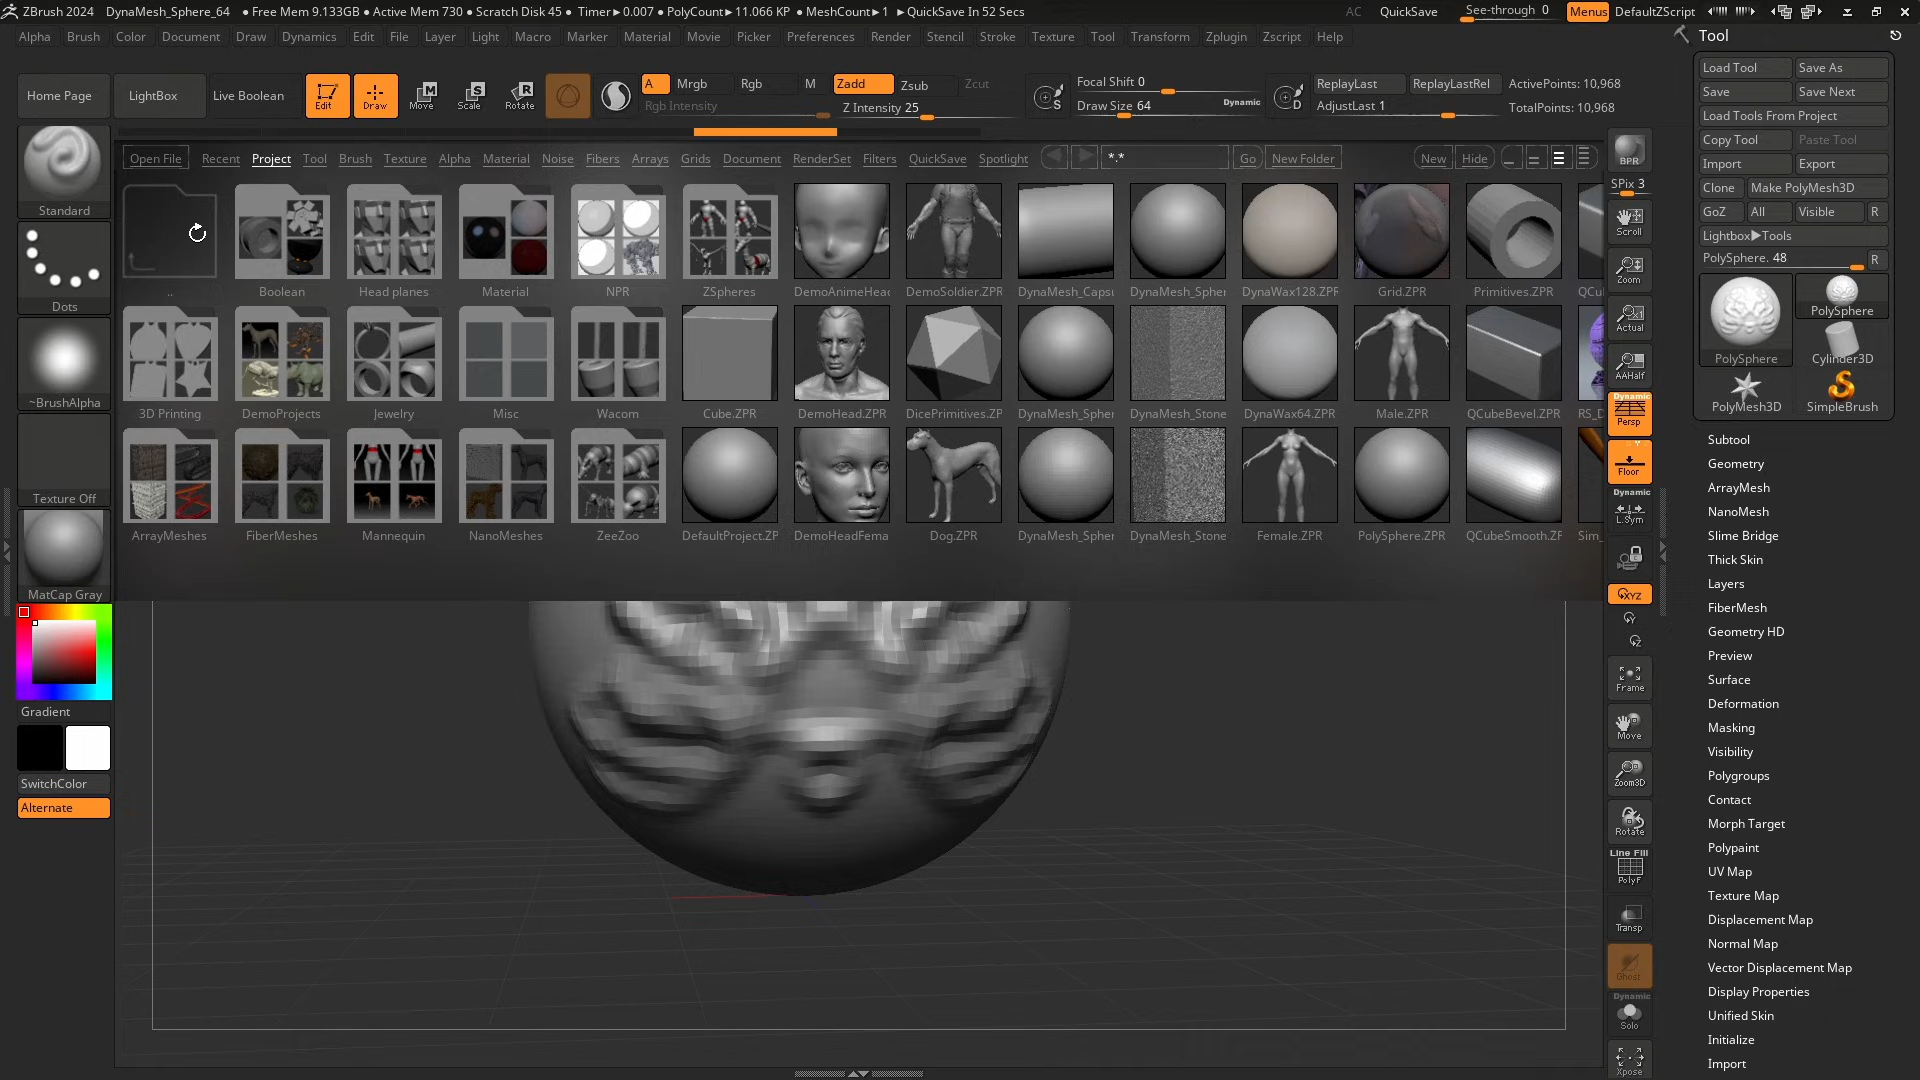 ZBrush 2024 DynaMesh_Sphere_64 ● Free Mem 9.133GB ● Active Mem 730 ● Scratch Disk 45 ● Timer►0.007 ● PolyCount►11.066 KP ● MeshCount►1 ►QuickSave In 52 Secs AC QuickSave See-through 0 Menus DefaultZScript
Alpha Brush Color Document Draw Dynamics Edit File Layer Light Macro Marker Material Movie Picker Preferences Render Stencil Stroke Texture Tool Transform Zplugin Zscript Help
Tool
Load Tool Save As
Save Save Next
Load Tools From Project
Copy Tool Paste Tool
Import Export
Clone Make PolyMesh3D
GoZ All Visible R
Lightbox►Tools
PolySphere. 48 R
PolySphere
PolySphere
Cylinder3D
PolyMesh3D
SimpleBrush
Home Page LightBox Live Boolean Edit Draw Move Scale Rotate
A Mrgb Rgb M Zadd Zsub Zcut
Rgb Intensity Z Intensity 25
S Focal Shift 0
Draw Size 64 Dynamic
D ReplayLast ReplayLastRel ActivePoints: 10,968
AdjustLast 1 TotalPoints: 10,968
Open File Recent Project Tool Brush Texture Alpha Material Noise Fibers Arrays Grids Document RenderSet Filters QuickSave Spotlight *.* Go New Folder New Hide
.. Boolean Head planes Material NPR ZSpheres DemoAnimeHead DemoSoldier.ZPR DynaMesh_Capsu DynaMesh_Spher DynaWax128.ZPR Grid.ZPR Primitives.ZPR QCu
3D Printing DemoProjects Jewelry Misc Wacom Cube.ZPR DemoHead.ZPR DicePrimitives.ZP DynaMesh_Spher DynaMesh_Stone DynaWax64.ZPR Male.ZPR QCubeBevel.ZPR RS_D
ArrayMeshes FiberMeshes Mannequin NanoMeshes ZeeZoo DefaultProject.ZP DemoHeadFema Dog.ZPR DynaMesh_Spher DynaMesh_Stone Female.ZPR PolySphere.ZPR QCubeSmooth.ZF Sim_
Standard
Dots
~BrushAlpha
Texture Off
MatCap Gray
Gradient
SwitchColor
Alternate
BPR
SPix 3
Scroll
Zoom
Actual
AAHalf
Dynamic
Persp
Floor
Dynamic
L.Sym
XYZ
Frame
Move
Zoom3D
Rotate
Line Fill
PolyF
Transp
Ghost
Dynamic
Solo
Xpose
Subtool
Geometry
ArrayMesh
NanoMesh
Slime Bridge
Thick Skin
Layers
FiberMesh
Geometry HD
Preview
Surface
Deformation
Masking
Visibility
Polygroups
Contact
Morph Target
Polypaint
UV Map
Texture Map
Displacement Map
Normal Map
Vector Displacement Map
Display Properties
Unified Skin
Initialize
Import